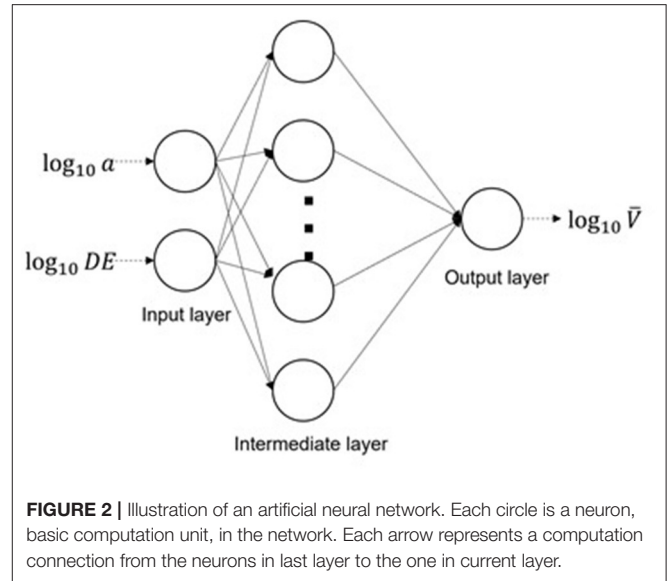 log₁₀ a
log₁₀ DE
log₁₀ V̄
Output layer
Input layer
Intermediate layer
FIGURE 2 | Illustration of an artificial neural network. Each circle is a neuron,
basic computation unit, in the network. Each arrow represents a computation
connection from the neurons in last layer to the one in current layer.